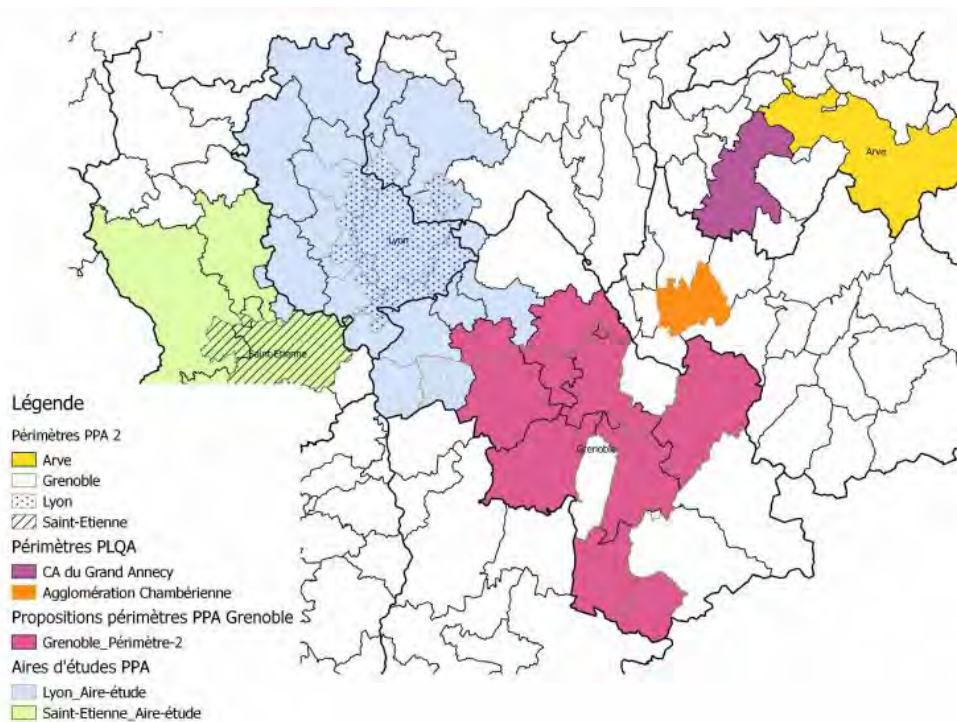 Arve
Lyon
Saint-Etienne
Grenoble
Légende
Périmètres PPA 2
Arve
Grenoble
Lyon
Saint-Etienne
Périmètres PLQA
CA du Grand Annecy
Agglomération Chambérienne
Propositions périmètres PPA Grenoble
Grenoble_Périmètre-2
Aires d'études PPA
Lyon_Aire-étude
Saint-Etienne_Aire-étude